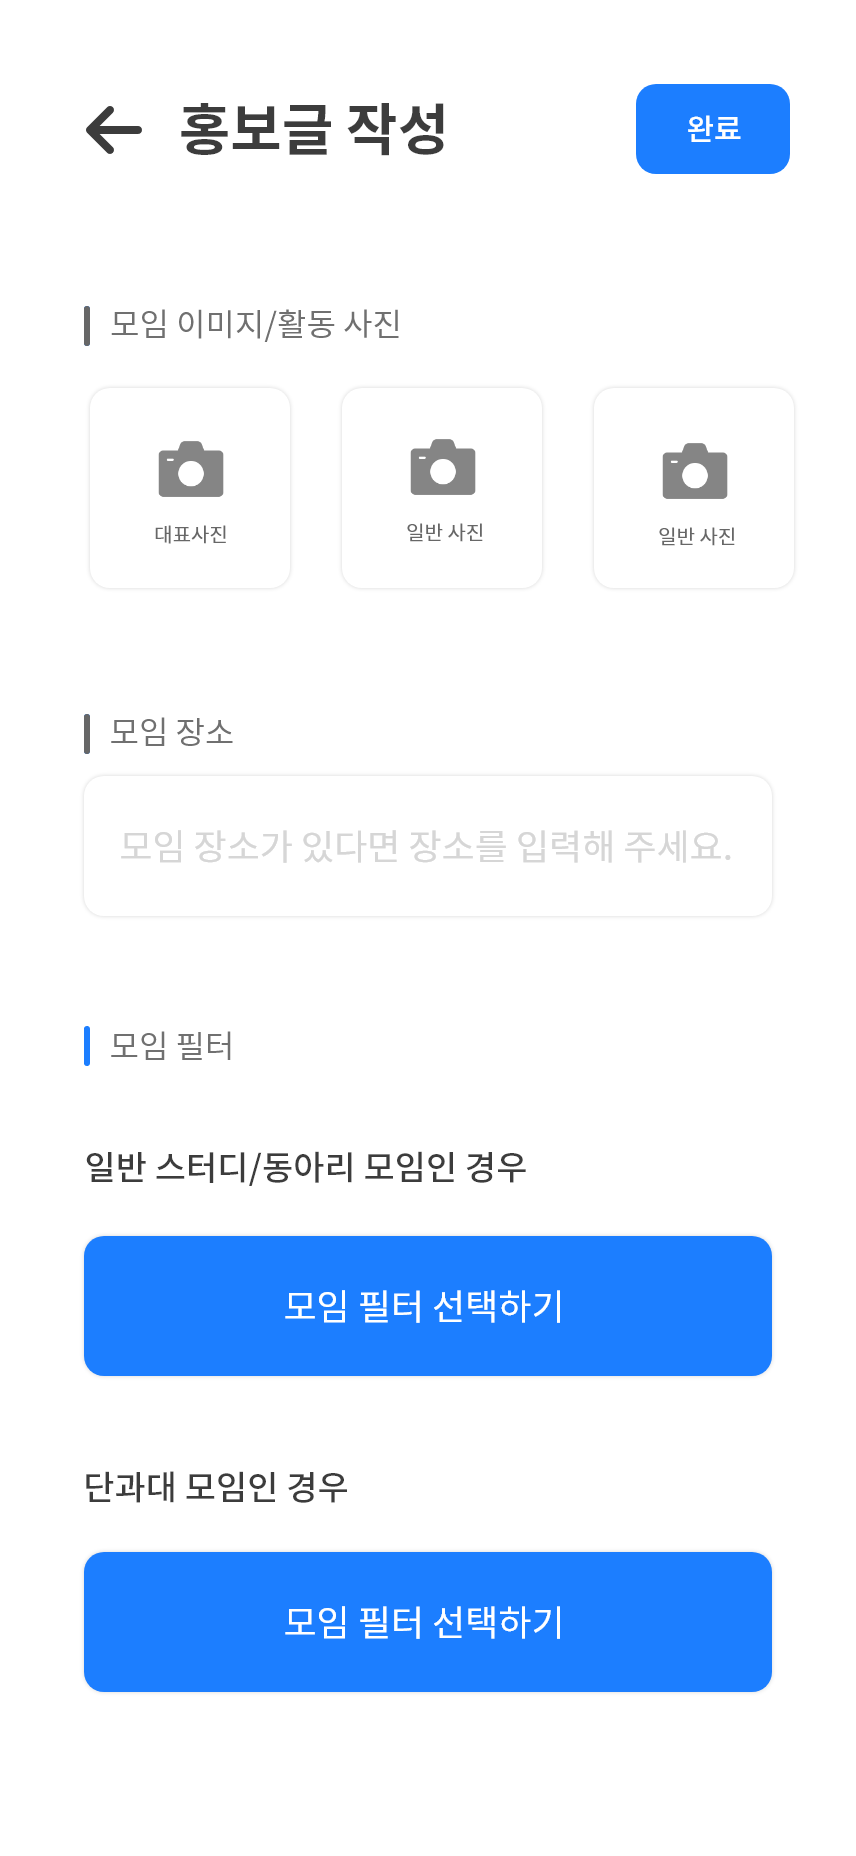 홍보글 작성
완료
모임 이미지/활동 사진
대표사진
일반 사진
일반 사진
모임 장소
모임 장소가 있다면 장소를 입력해 주세요.
모임 필터
일반 스터디/동아리 모임인 경우
모임 필터 선택하기
단과대 모임인 경우
모임 필터 선택하기